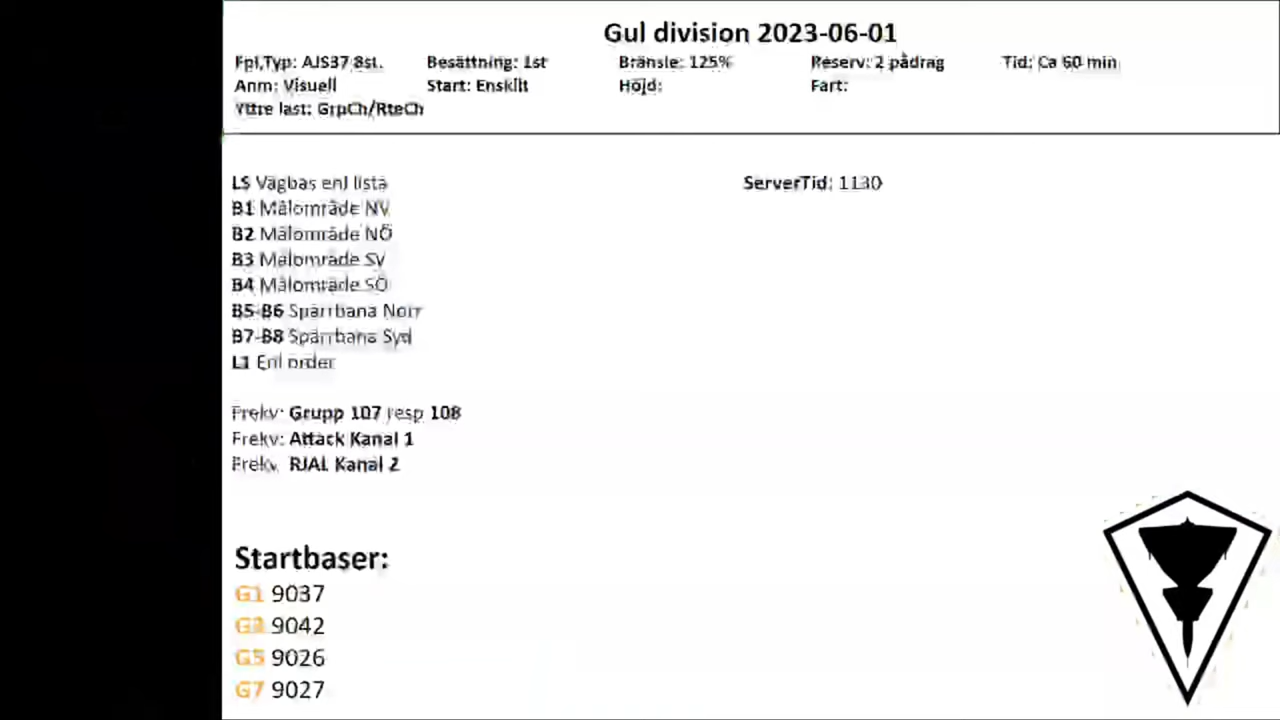 Gul division 2023-06-01
Fpl,Typ: AJS37 8st. Besättning: 1st Bränsle: 125% Reserv: 2 pådrag Tid: Ca 60 min
Anm: Visuell Start: Enskilt Höjd: Fart:
Yttre last: GrpCh/RteCh
LS Vägbas enl lista ServerTid: 1130
B1 Målområde NV
B2 Målområde NÖ
B3 Målområde SV
B4 Målområde SÖ
B5-B6 Spärrbana Norr
B7-B8 Spärrbana Syd
L1 Enl order
Frekv: Grupp 107 resp 108
Frekv: Attack Kanal 1
Frekv. RJAL Kanal 2
Startbaser:
G1 9037
9042
G5 9026
G7 9027